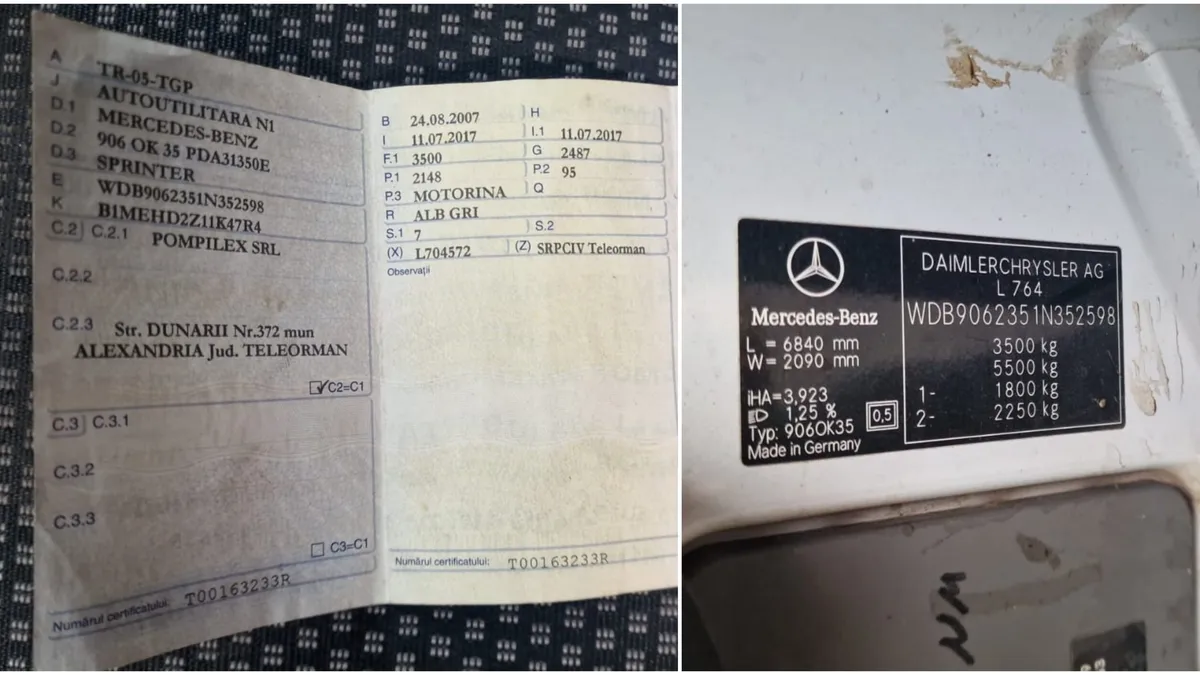 A TR-05-TGP
J AUTOUTILITARA N1
D.1 MERCEDES-BENZ
D.2 906 OK 35 PDA31350E
D.3 SPRINTER
E WDB9062351N352598
K B1MEHD2Z11K47R4
C.2 C.2.1 POMPILEX SRL
C.2.2
C.2.3 Str. DUNARII Nr.372 mun
ALEXANDRIA Jud. TELEORMAN
C2=C1
C.3 C.3.1
C.3.2
C.3.3
C3=C1
Numărul certificatului: T00163233R
B 24.08.2007 H
I 11.07.2017 I.1 11.07.2017
F.1 3500 G 2487
P.1 2148 P.2 95
P.3 MOTORINA Q
R ALB GRI
S.1 7 S.2
(X) L704572 (Z) SRPCIV Teleorman
Observații
Numărul certificatului: T00163233R
Mercedes-Benz
L = 6840 mm
W = 2090 mm
iHA=3,923
1,25 %
0,5
Typ: 906OK35
Made in Germany
DAIMLERCHRYSLER AG
L 764
WDB9062351N352598
3500 kg
5500 kg
1- 1800 kg
2- 2250 kg